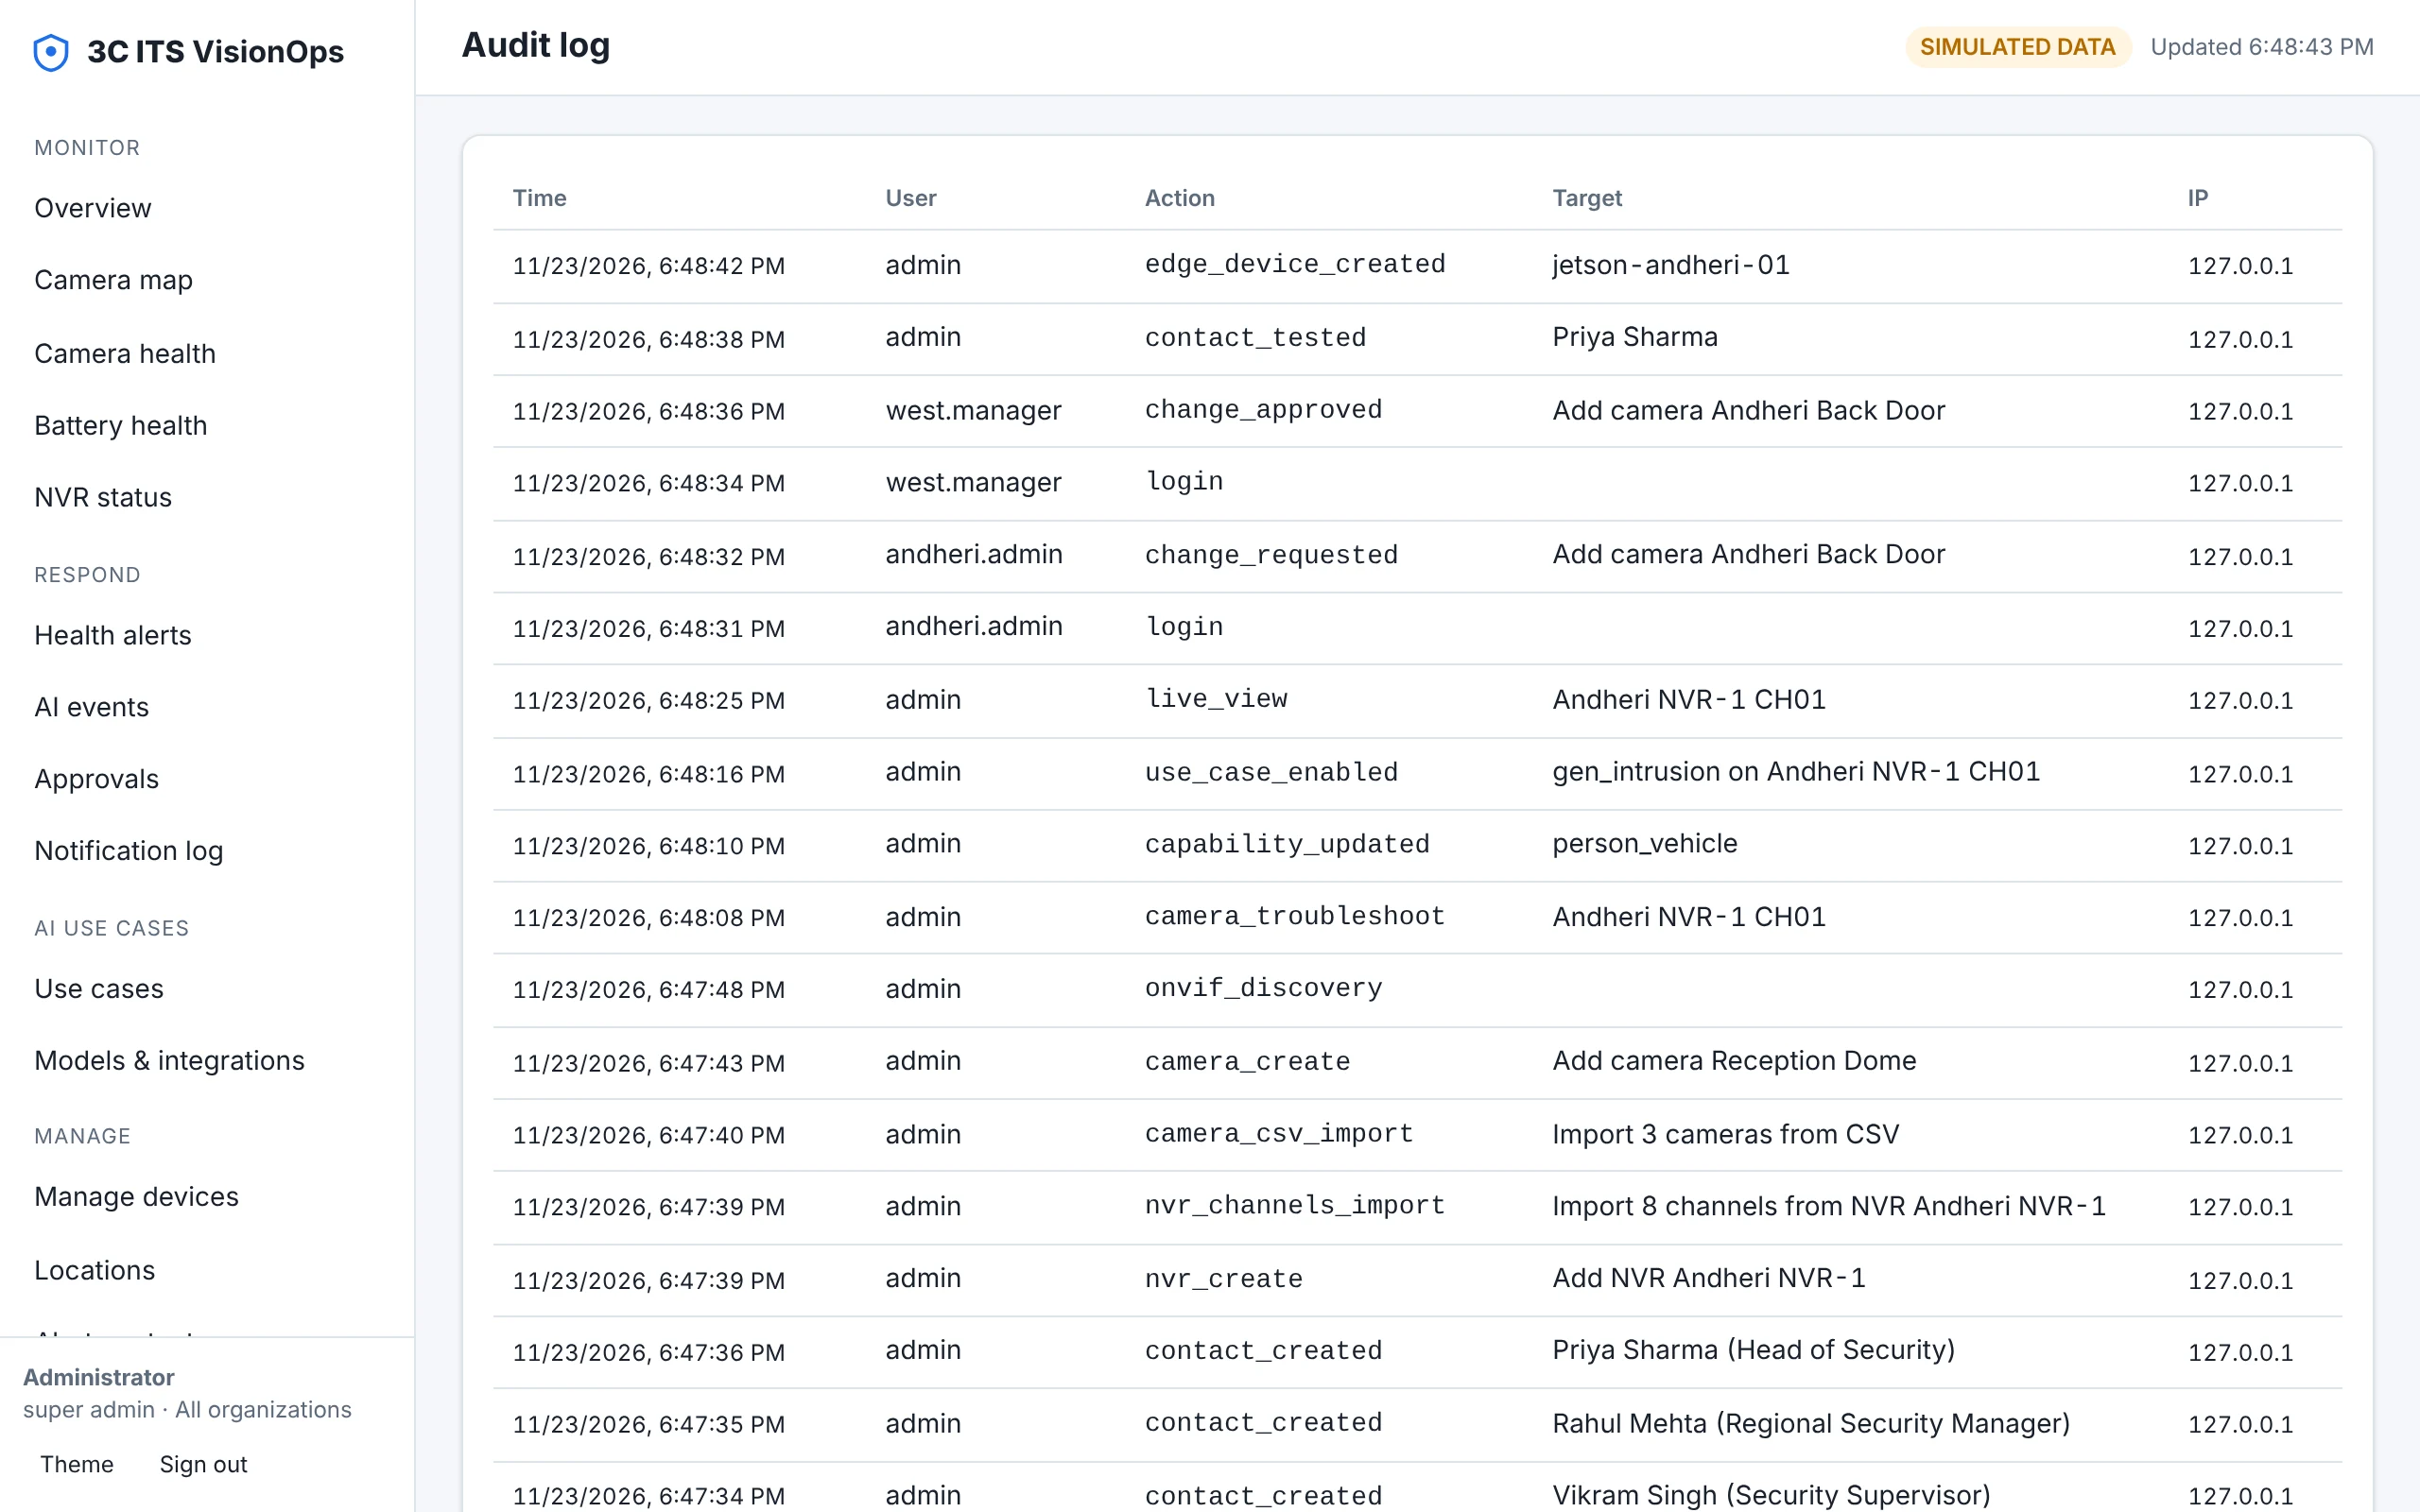 3C ITS VisionOps
MONITOR
Overview
Camera map
Camera health
Battery health
NVR status
RESPOND
Health alerts
AI events
Approvals
Notification log
AI USE CASES
Use cases
Models & integrations
MANAGE
Manage devices
Locations
Administrator
super admin · All organizations
Theme Sign out
Audit log
SIMULATED DATA Updated 6:48:43 PM
Time User Action Target IP
11/23/2026, 6:48:42 PM admin edge_device_created jetson-andheri-01 127.0.0.1
11/23/2026, 6:48:38 PM admin contact_tested Priya Sharma 127.0.0.1
11/23/2026, 6:48:36 PM west.manager change_approved Add camera Andheri Back Door 127.0.0.1
11/23/2026, 6:48:34 PM west.manager login 127.0.0.1
11/23/2026, 6:48:32 PM andheri.admin change_requested Add camera Andheri Back Door 127.0.0.1
11/23/2026, 6:48:31 PM andheri.admin login 127.0.0.1
11/23/2026, 6:48:25 PM admin live_view Andheri NVR-1 CH01 127.0.0.1
11/23/2026, 6:48:16 PM admin use_case_enabled gen_intrusion on Andheri NVR-1 CH01 127.0.0.1
11/23/2026, 6:48:10 PM admin capability_updated person_vehicle 127.0.0.1
11/23/2026, 6:48:08 PM admin camera_troubleshoot Andheri NVR-1 CH01 127.0.0.1
11/23/2026, 6:47:48 PM admin onvif_discovery 127.0.0.1
11/23/2026, 6:47:43 PM admin camera_create Add camera Reception Dome 127.0.0.1
11/23/2026, 6:47:40 PM admin camera_csv_import Import 3 cameras from CSV 127.0.0.1
11/23/2026, 6:47:39 PM admin nvr_channels_import Import 8 channels from NVR Andheri NVR-1 127.0.0.1
11/23/2026, 6:47:39 PM admin nvr_create Add NVR Andheri NVR-1 127.0.0.1
11/23/2026, 6:47:36 PM admin contact_created Priya Sharma (Head of Security) 127.0.0.1
11/23/2026, 6:47:35 PM admin contact_created Rahul Mehta (Regional Security Manager) 127.0.0.1
11/23/2026, 6:47:34 PM admin contact_created Vikram Singh (Security Supervisor) 127.0.0.1